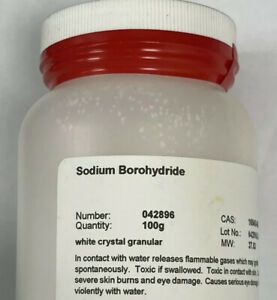 Sodium Borohydride
Number: 042896 CAS:
Quantity: 100g Lot No.:
white crystal granular MW:
In contact with water releases flammable gases which may
spontaneously. Toxic if swallowed. Toxic in contact with
severe skin burns and eye damage. Causes serious eye
violently with water.